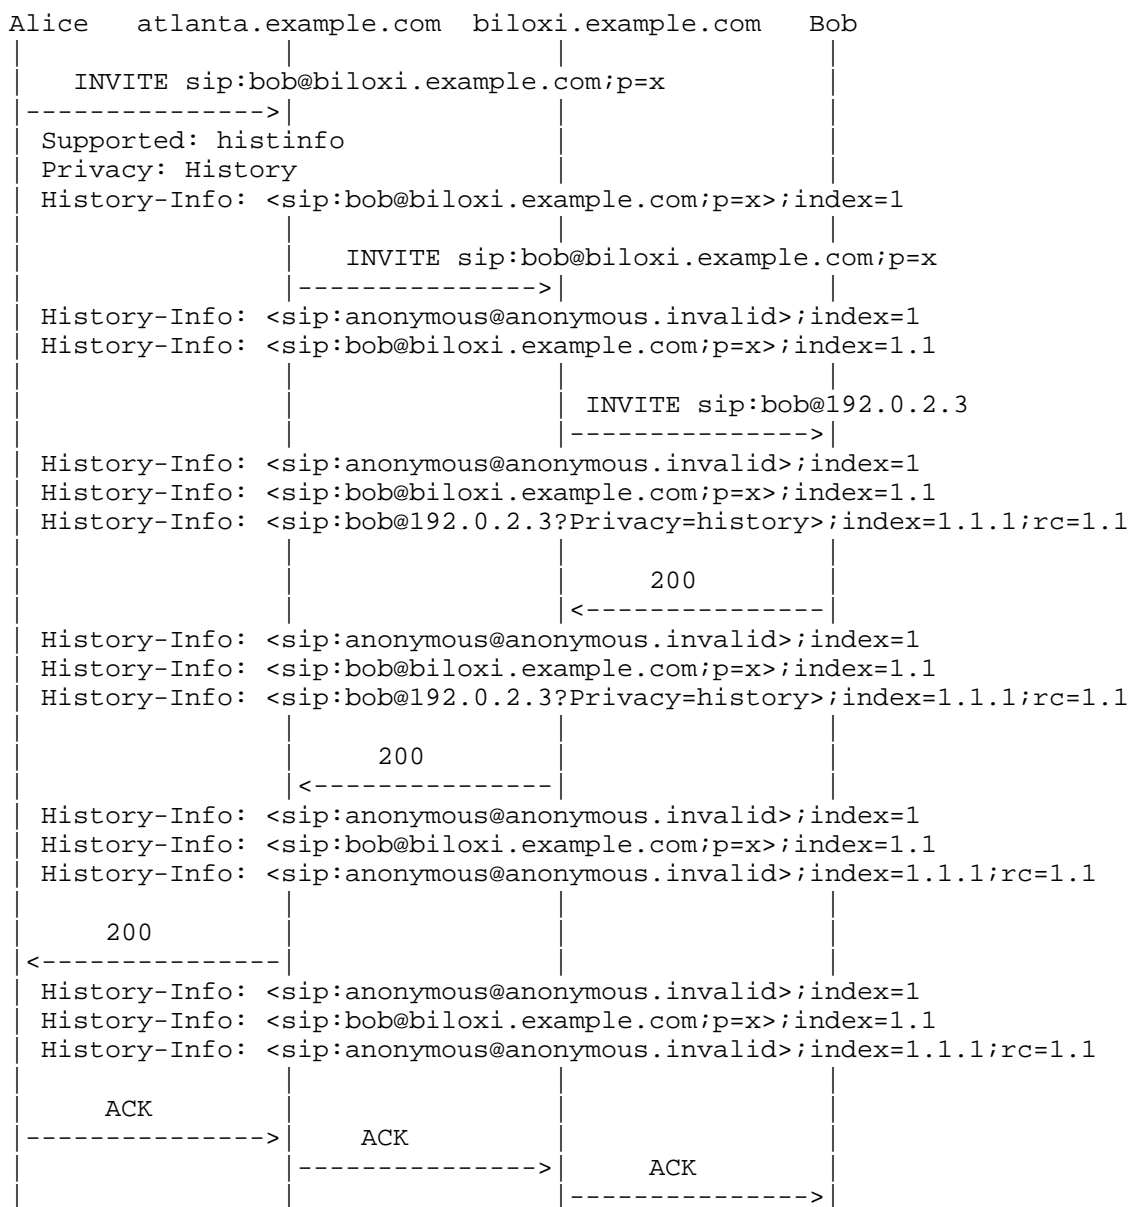 Alice atlanta.example.com biloxi.example.com Bob
INVITE sip:bob@biloxi.example.com;p=x
Supported: histinfo
Privacy: History
History-Info: <sip:bob@biloxi.example.com;p=x>;index=1
INVITE sip:bob@biloxi.example.com;p=x
History-Info: <sip:anonymous@anonymous.invalid>;index=1
History-Info: <sip:bob@biloxi.example.com;p=x>;index=1.1
INVITE sip:bob@192.0.2.3
History-Info: <sip:anonymous@anonymous.invalid>;index=1
History-Info: <sip:bob@biloxi.example.com;p=x>;index=1.1
History-Info: <sip:bob@192.0.2.3?Privacy=history>;index=1.1.1;rc=1.1
200
History-Info: <sip:anonymous@anonymous.invalid>;index=1
History-Info: <sip:bob@biloxi.example.com;p=x>;index=1.1
History-Info: <sip:bob@192.0.2.3?Privacy=history>;index=1.1.1;rc=1.1
200
History-Info: <sip:anonymous@anonymous.invalid>;index=1
History-Info: <sip:bob@biloxi.example.com;p=x>;index=1.1
History-Info: <sip:anonymous@anonymous.invalid>;index=1.1.1;rc=1.1
200
History-Info: <sip:anonymous@anonymous.invalid>;index=1
History-Info: <sip:bob@biloxi.example.com;p=x>;index=1.1
History-Info: <sip:anonymous@anonymous.invalid>;index=1.1.1;rc=1.1
ACK
ACK
ACK